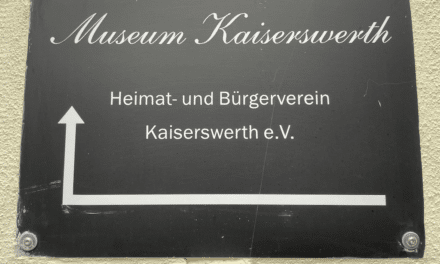 Museum Kaiserswerth
Heimat- und Bürgerverein
Kaiserswerth e.V.